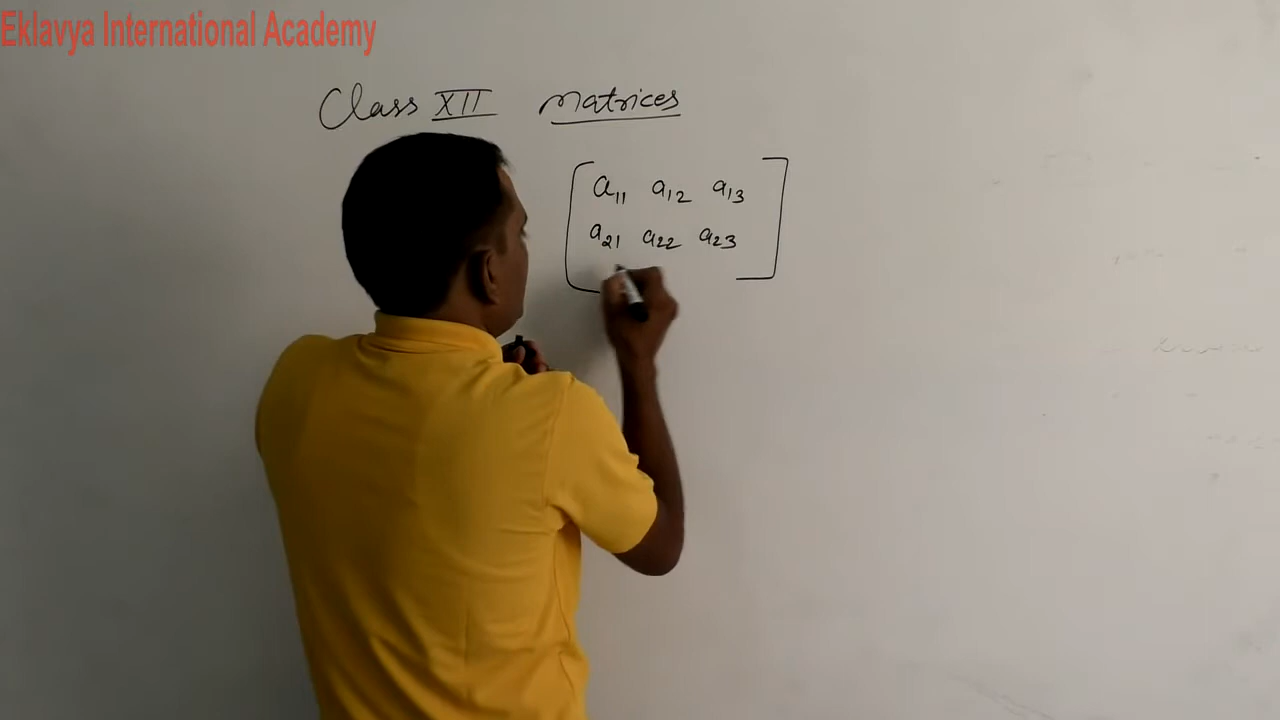 Eklavya International Academy
Class XII Matrices
a11 a12 a13
a21 a22 a23